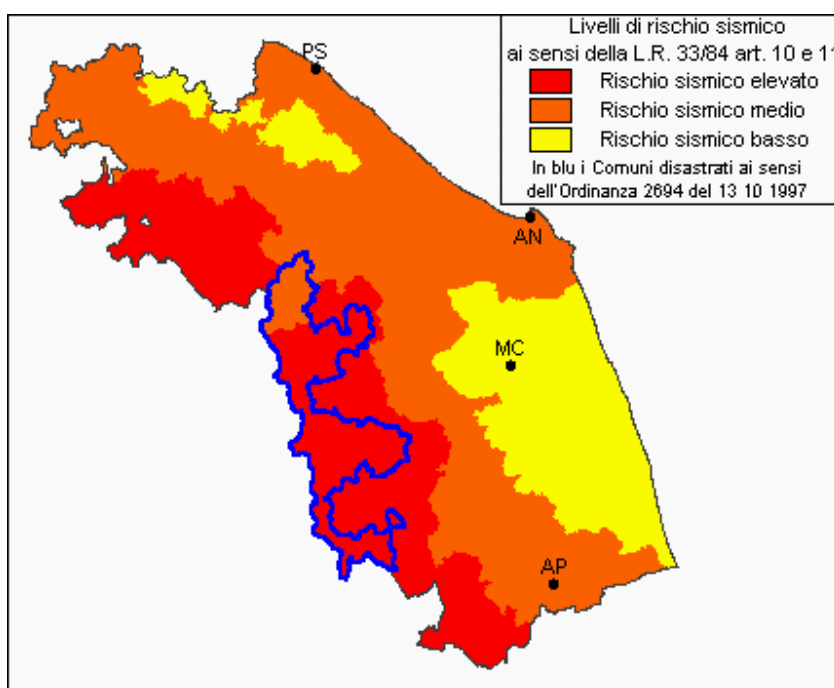 Livelli di rischio sismico
ai sensi della L.R. 33/84 art. 10 e 11
Rischio sismico elevato
Rischio sismico medio
Rischio sismico basso
In blu i Comuni disastrati ai sensi
dell'Ordinanza 2694 del 13 10 1997
PS
AN
MC
AP